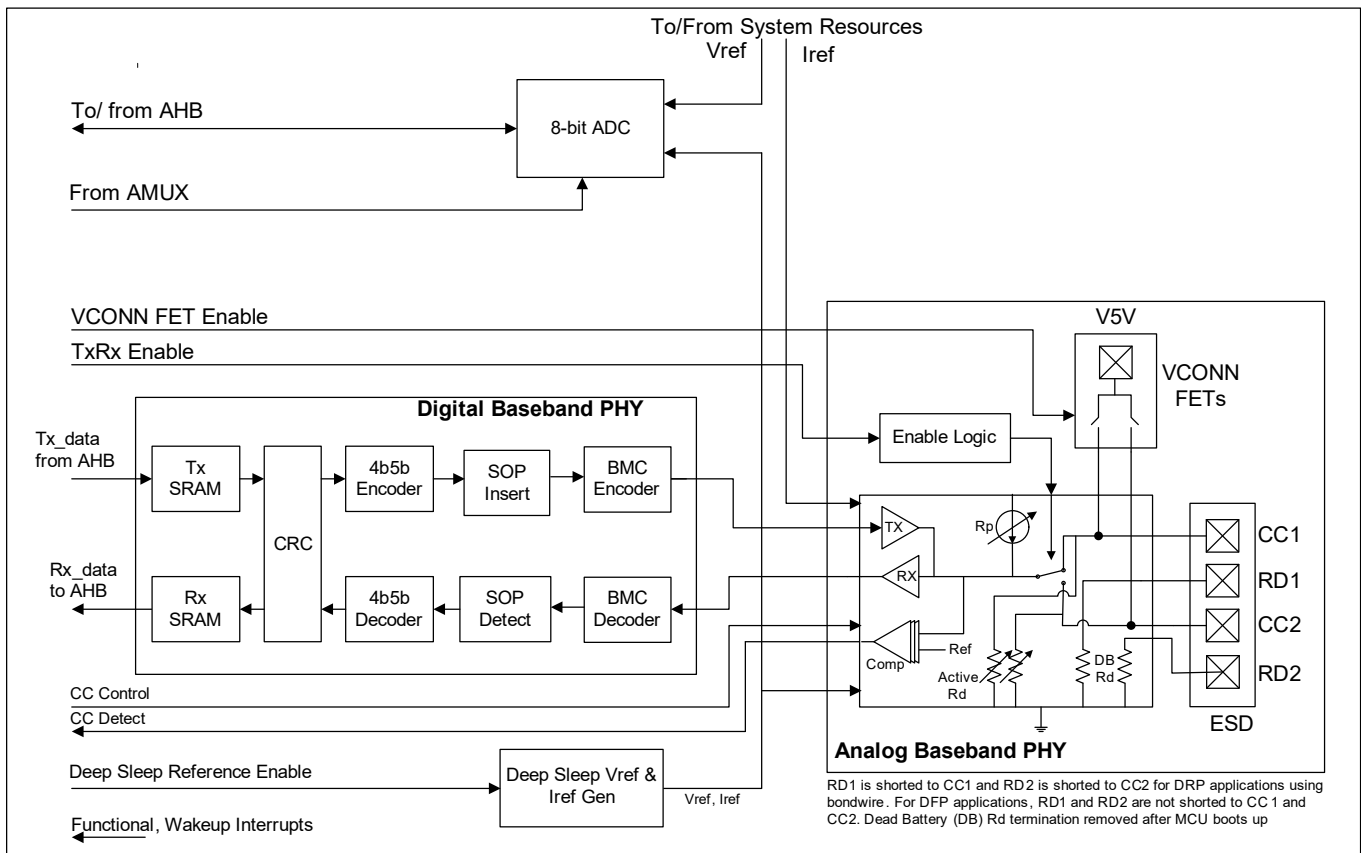 To/From System Resources
Vref
Iref
To/ from AHB
8-bit ADC
From AMUX
VCONN FET Enable
V5V
TxRx Enable
VCONN
FETs
Digital Baseband PHY
Enable Logic
Tx_data
from AHB
Tx
SRAM
4b5b
Encoder
SOP
Insert
BMC
Encoder
CRC
TX
Rp
CC1
Rx_data
to AHB
Rx
SRAM
4b5b
Decoder
SOP
Detect
BMC
Decoder
RX
RD1
CC2
Ref
Comp
Active
Rd
DB
Rd
RD2
CC Control
CC Detect
ESD
Analog Baseband PHY
Deep Sleep Reference Enable
Deep Sleep Vref &
Iref Gen
Vref, Iref
Functional, Wakeup Interrupts
RD1 is shorted to CC1 and RD2 is shorted to CC2 for DRP applications using
bondwire. For DFP applications, RD1 and RD2 are not shorted to CC 1 and
CC2. Dead Battery (DB) Rd termination removed after MCU boots up